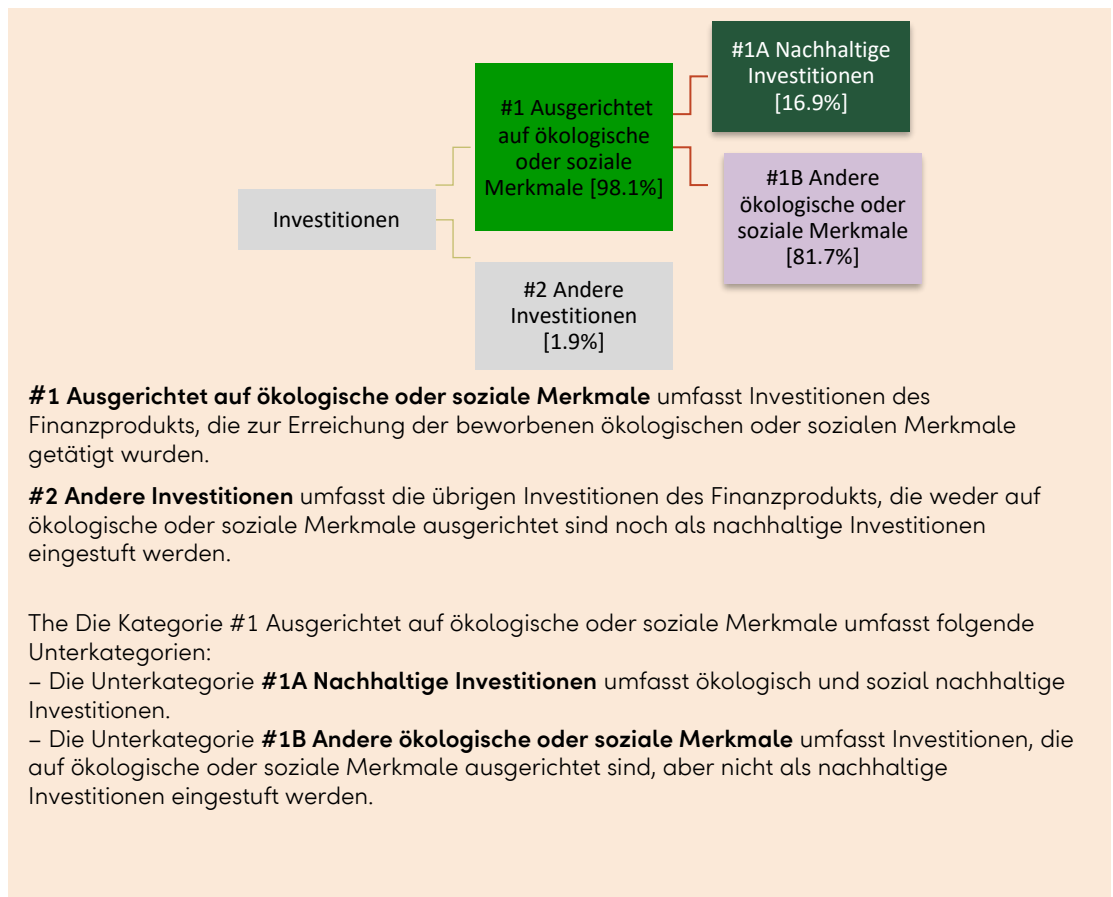 #1A Nachhaltige
Investitionen
[16.9%]
#1 Ausgerichtet
auf ökologische
oder soziale
Merkmale [98.1%]
#1B Andere
ökologische oder
soziale Merkmale
[81.7%]
Investitionen
#2 Andere
Investitionen
[1.9%]
#1 Ausgerichtet auf ökologische oder soziale Merkmale umfasst Investitionen des
Finanzprodukts, die zur Erreichung der beworbenen ökologischen oder sozialen Merkmale
getätigt wurden.
#2 Andere Investitionen umfasst die übrigen Investitionen des Finanzprodukts, die weder auf
ökologische oder soziale Merkmale ausgerichtet sind noch als nachhaltige Investitionen
eingestuft werden.
The Die Kategorie #1 Ausgerichtet auf ökologische oder soziale Merkmale umfasst folgende
Unterkategorien:
– Die Unterkategorie #1A Nachhaltige Investitionen umfasst ökologisch und sozial nachhaltige
Investitionen.
– Die Unterkategorie #1B Andere ökologische oder soziale Merkmale umfasst Investitionen, die
auf ökologische oder soziale Merkmale ausgerichtet sind, aber nicht als nachhaltige
Investitionen eingestuft werden.